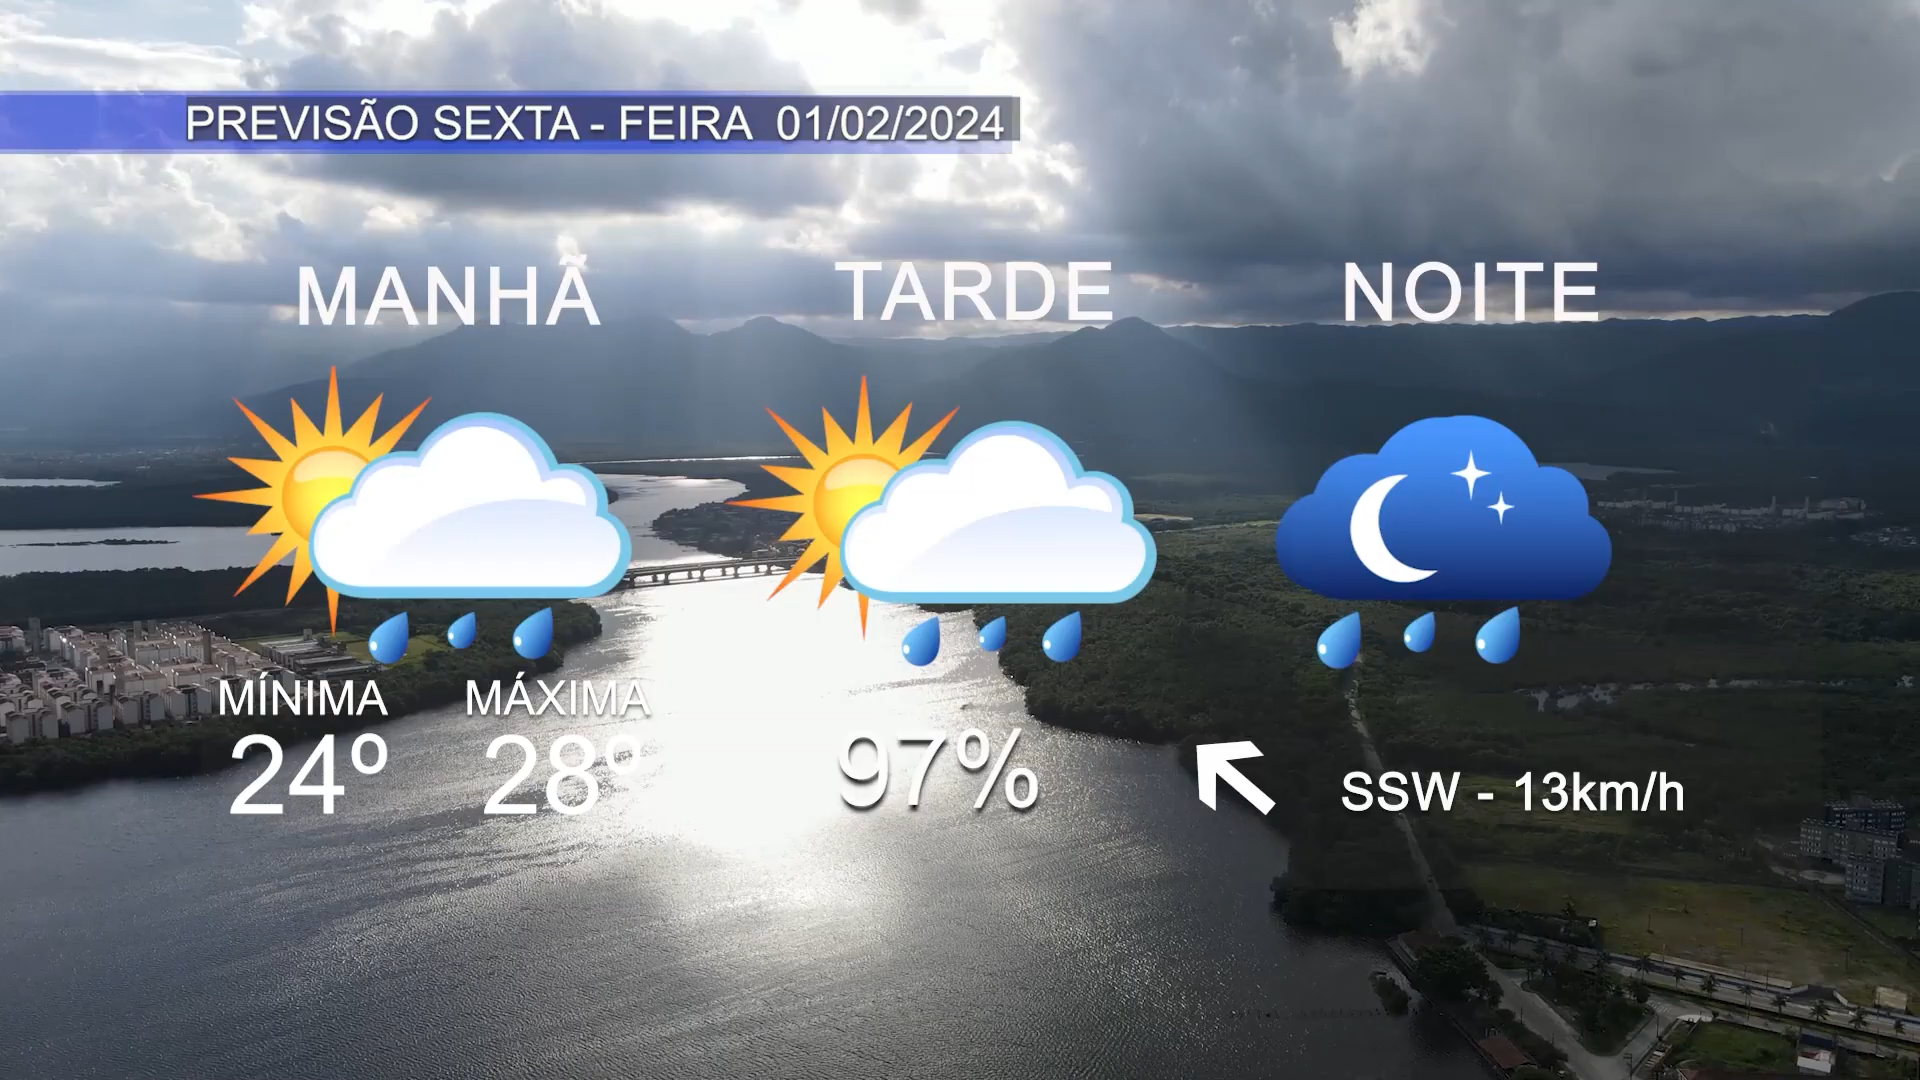 PREVISÃO SEXTA - FEIRA 01/02/2024
MANHÃ
TARDE
NOITE
MÍNIMA
MÁXIMA
24º
28º
97%
SSW - 13km/h